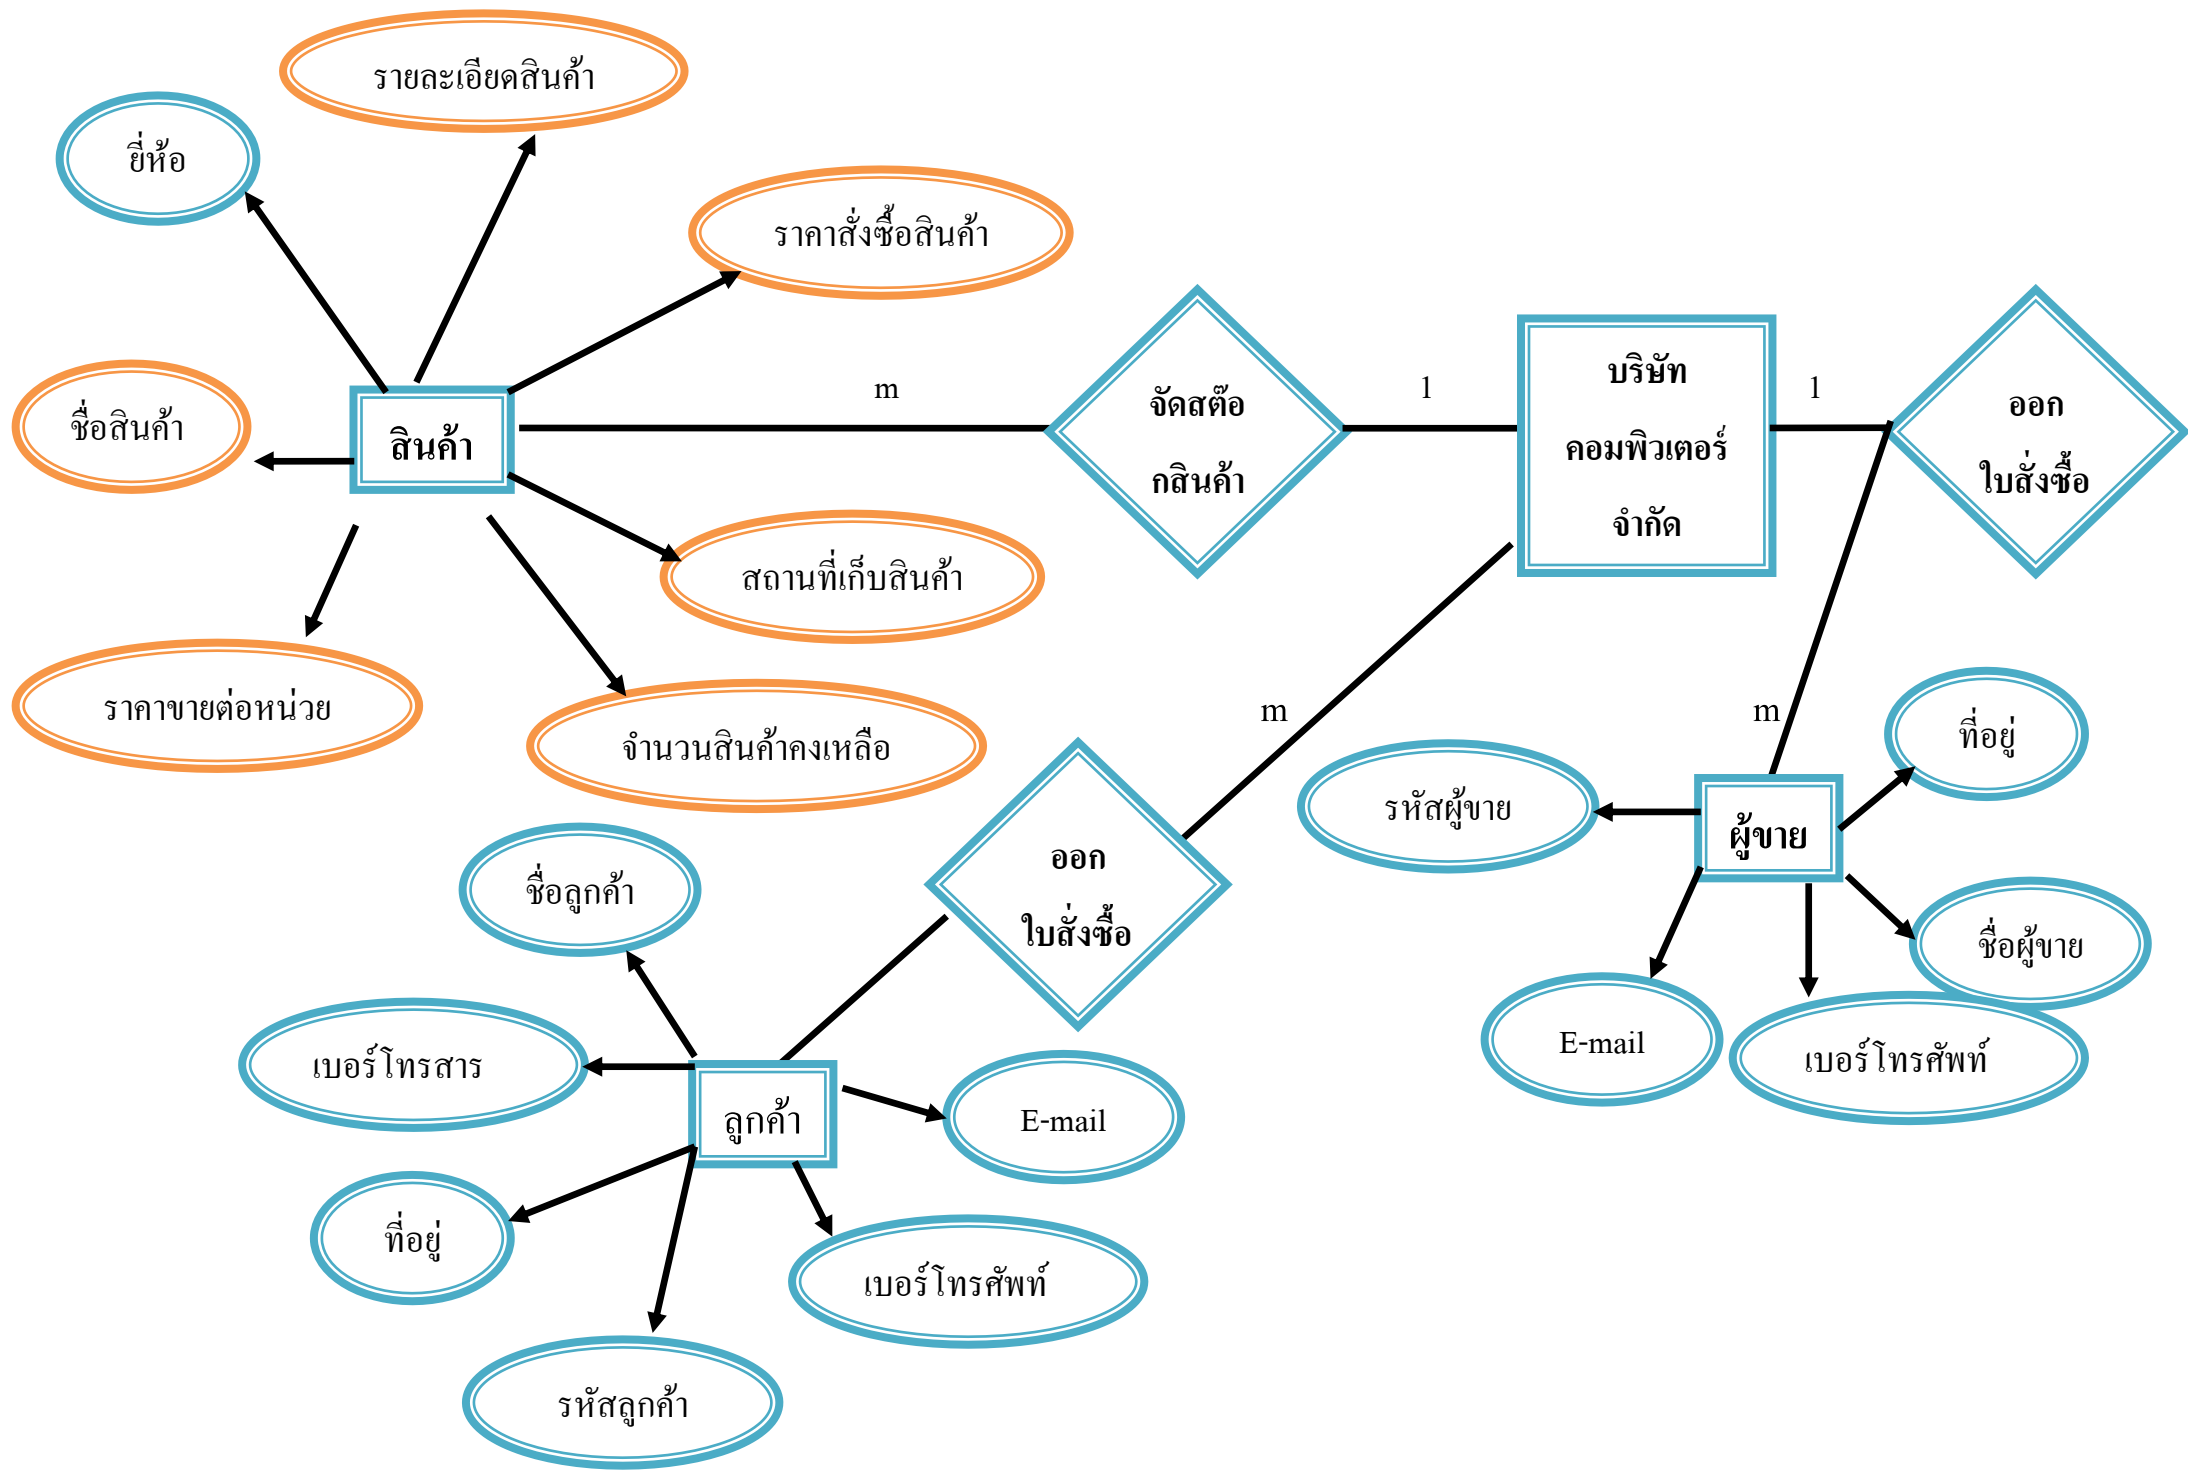 รายละเอียดสินค้า
ยี่ห้อ
ราคาสั่งซื้อสินค้า
ชื่อสินค้า
สินค้า
m
จัดสต๊อ
กสินค้า
1
บริษัท
คอมพิวเตอร์
จำกัด
1
ออก
ใบสั่งซื้อ
สถานที่เก็บสินค้า
ราคาขายต่อหน่วย
จำนวนสินค้าคงเหลือ
m
m
ที่อยู่
รหัสผู้ขาย
ผู้ขาย
ชื่อลูกค้า
ออก
ใบสั่งซื้อ
ชื่อผู้ขาย
E-mail
เบอร์โทรศัพท์
เบอร์โทรสาร
ลูกค้า
E-mail
ที่อยู่
เบอร์โทรศัพท์
รหัสลูกค้า